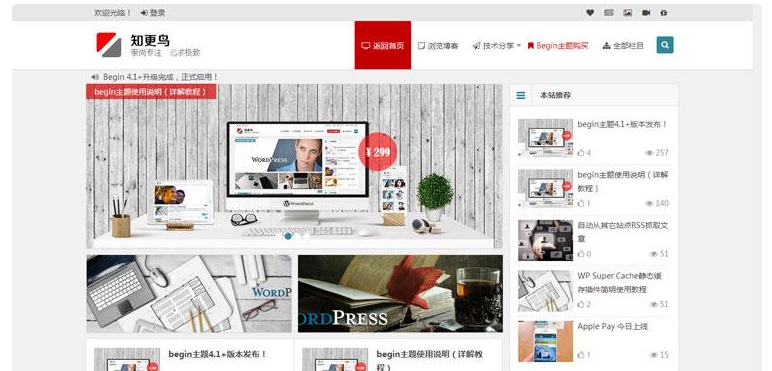 欢迎光临！ 登录
知更鸟
崇尚专注 追求极致
返回首页 浏览博客 技术分享 Begin主题购买 全部栏目
Begin 4.1+升级完成，正式启用！
begin主题使用说明（详解教程）
WORDPRESS
¥ 299
WordPress
本站推荐
begin主题4.1+版本发布！
4 257
begin主题使用说明（详解教程）
1 140
自动从其它站点RSS抓取文章
0 51
WP Super Cache静态缓存插件简明使用教程
2 51
Apple Pay 今日上线
1 15
WORDP
ORDPRESS
begin主题4.1+版本发布！
begin主题使用说明（详解教程）